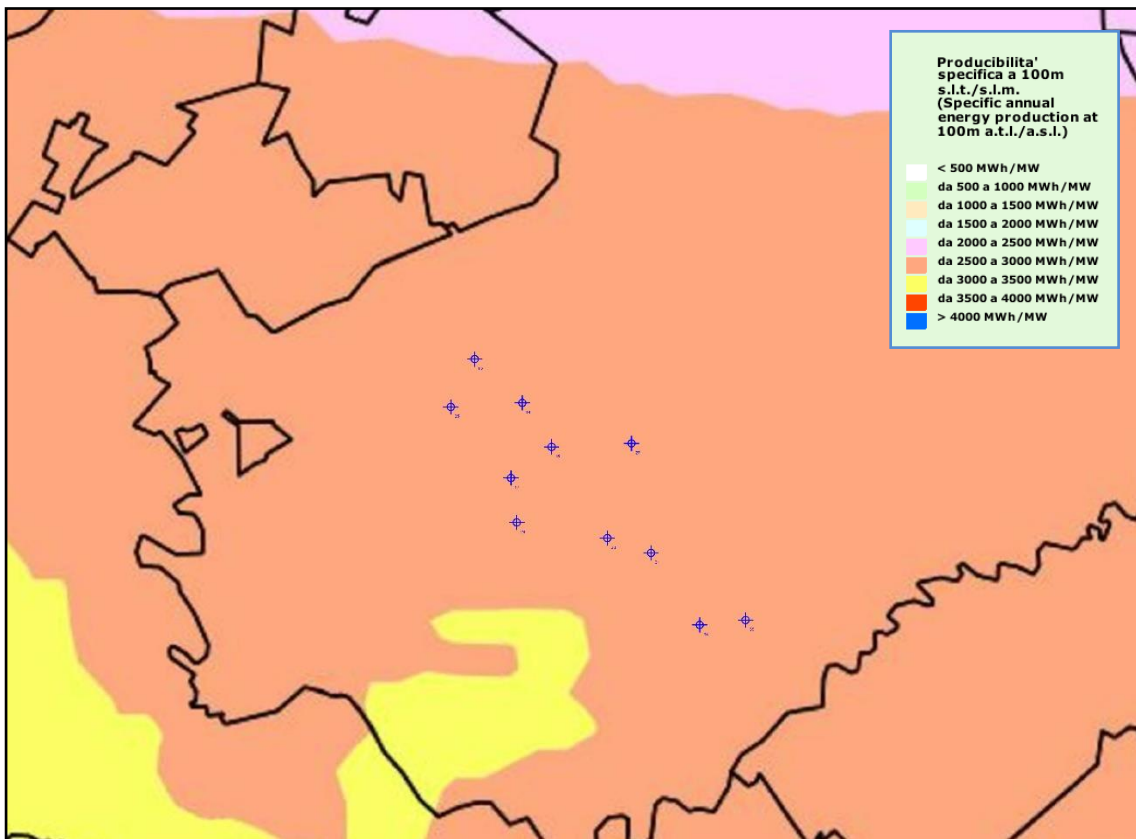 Producibilita'
specifica a 100m
s.l.t./s.l.m.
(Specific annual
energy production at
100m a.t.l./a.s.l.)
< 500 MWh/MW
da 500 a 1000 MWh/MW
da 1000 a 1500 MWh/MW
da 1500 a 2000 MWh/MW
da 2000 a 2500 MWh/MW
da 2500 a 3000 MWh/MW
da 3000 a 3500 MWh/MW
da 3500 a 4000 MWh/MW
> 4000 MWh/MW